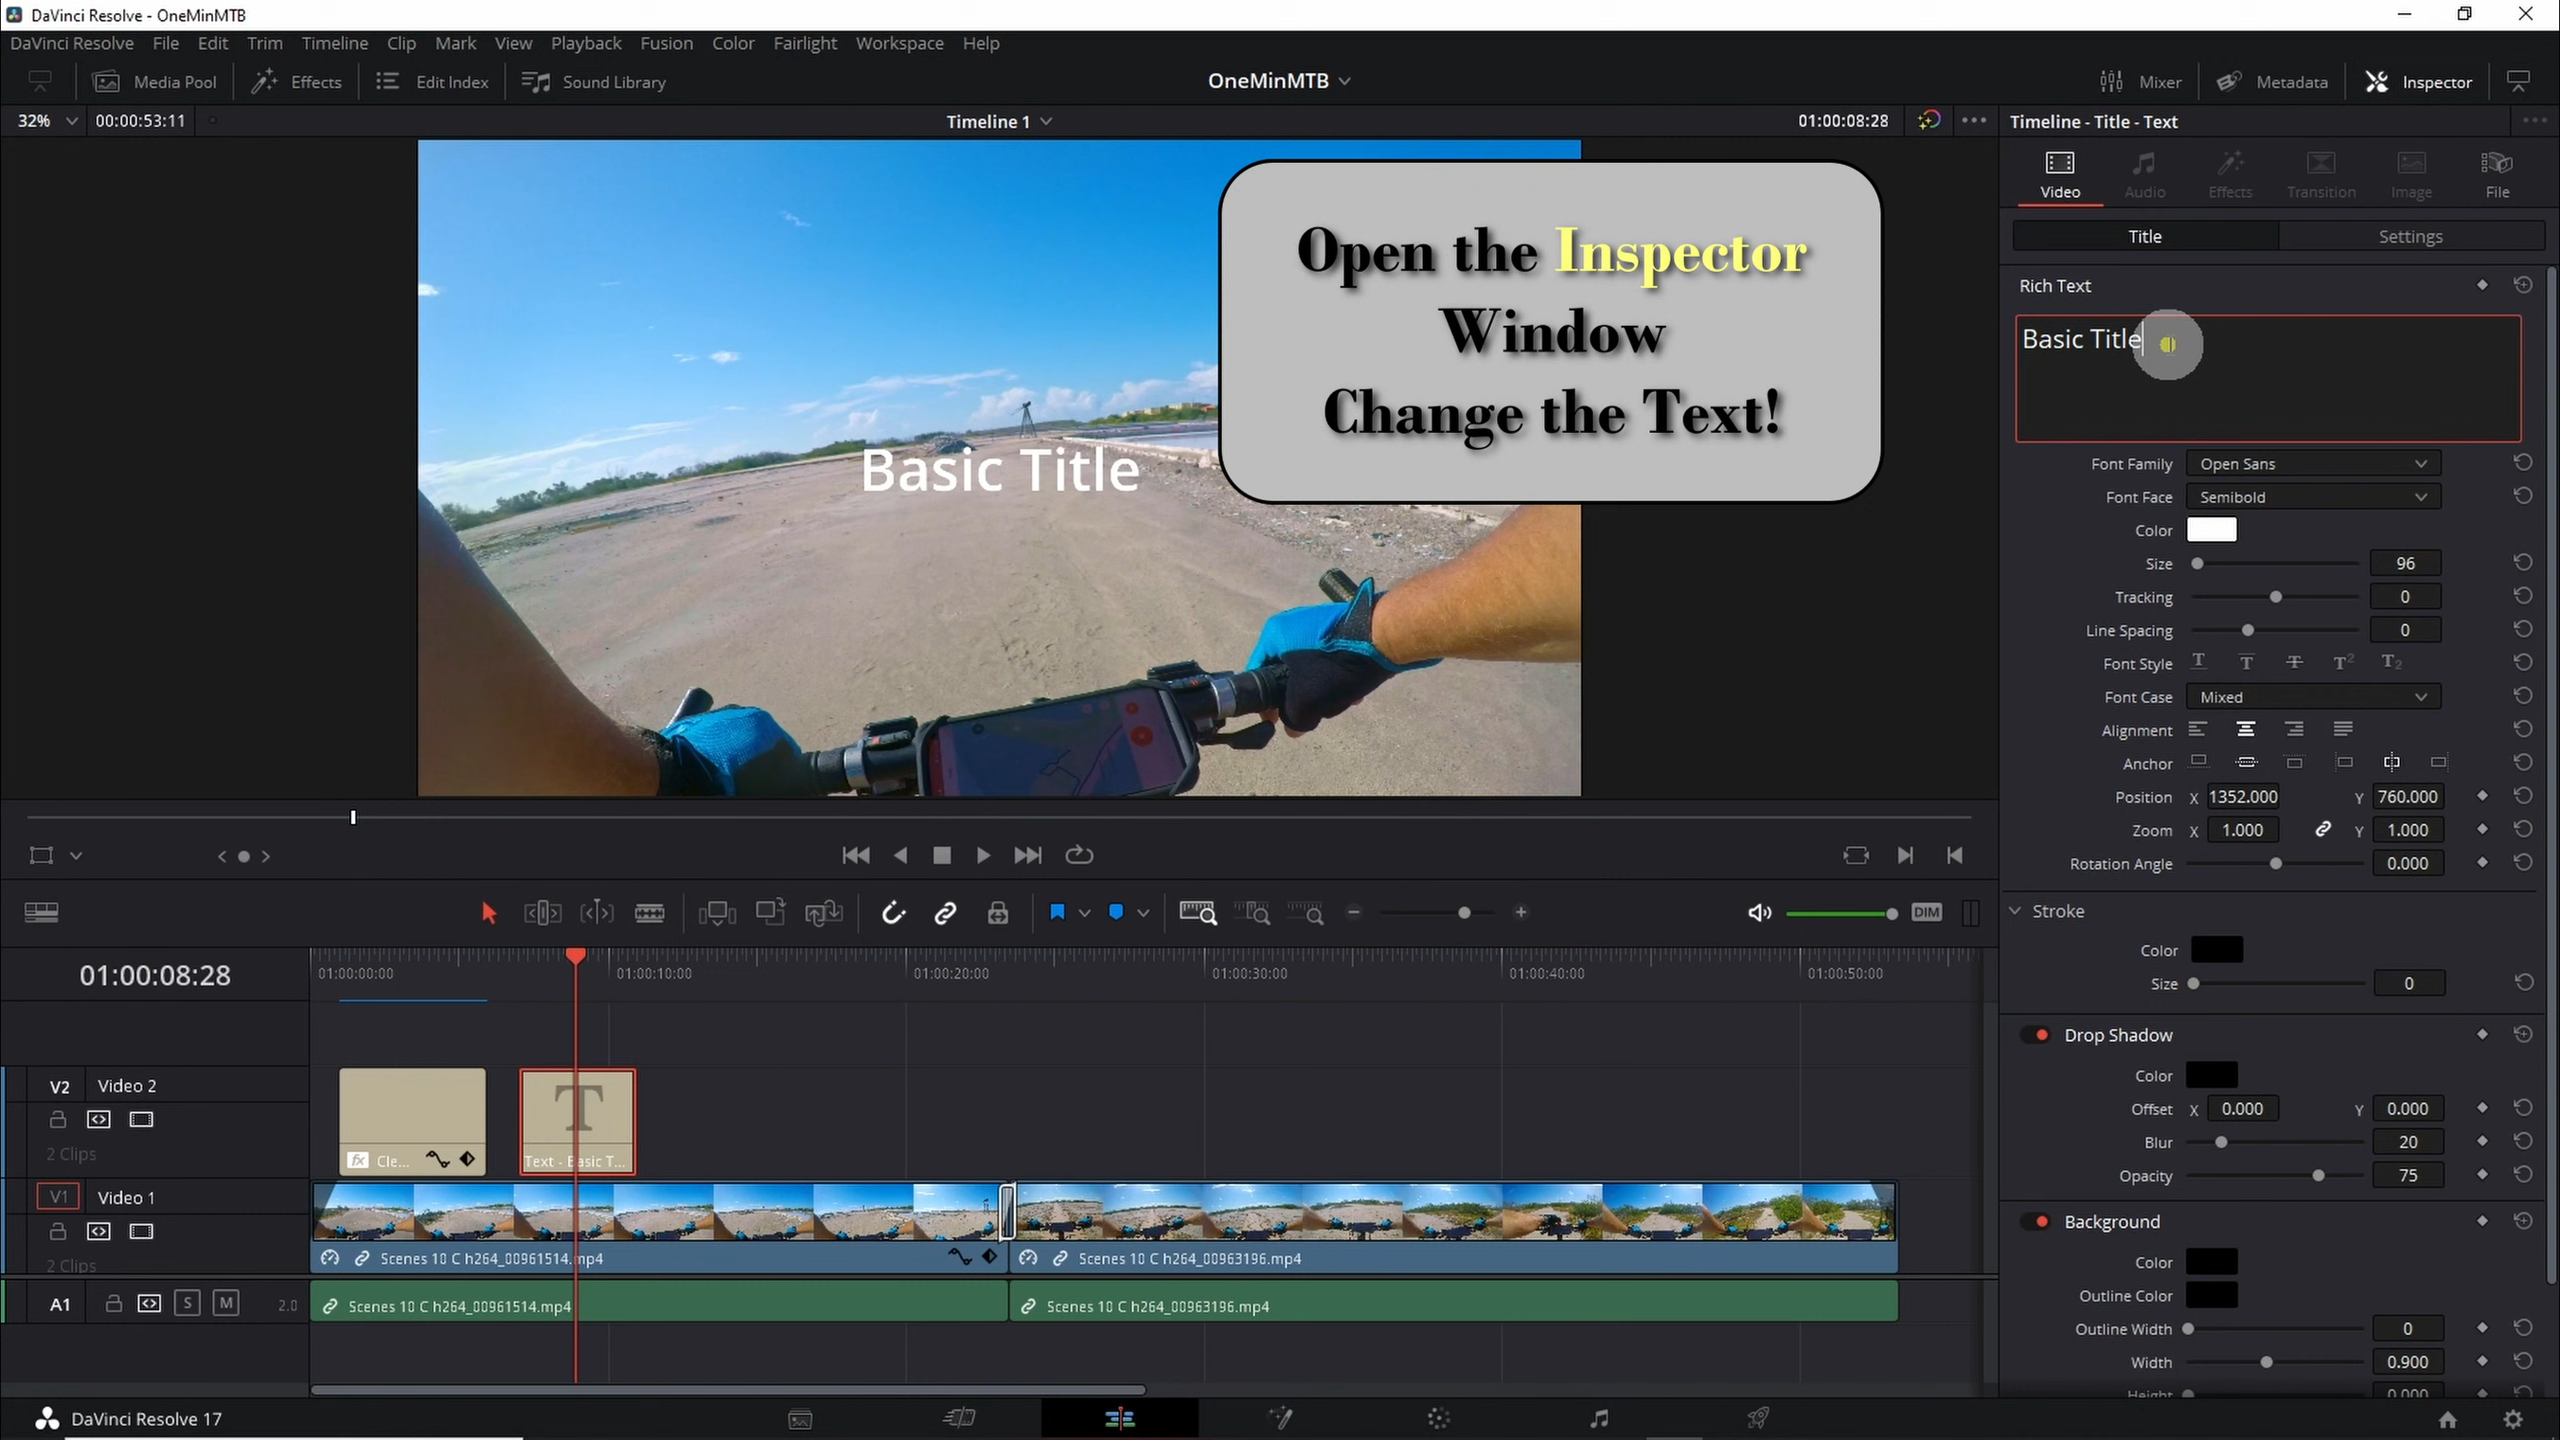 DaVinci Resolve - OneMinMTB
DaVinci Resolve File Edit Trim Timeline Clip Mark View Playback Fusion Color Fairlight Workspace Help
Media Pool Effects Edit Index Sound Library OneMinMTB Mixer Metadata Inspector
32% 00:00:53:11 Timeline 1 01:00:08:28 Timeline - Title - Text
Video Audio Effects Transition Image File
Title Settings
Open the Inspector
Window
Change the Text!
Basic Title
Rich Text
Basic Title
Font Family Open Sans
Font Face Semibold
Color
Size 96
Tracking 0
Line Spacing 0
Font Style T T T T2 T2
Font Case Mixed
Alignment
Anchor
Position X 1352.000 Y 760.000
Zoom X 1.000 Y 1.000
Rotation Angle 0.000
Stroke
Color
Size 0
Drop Shadow
Color
Offset X 0.000 Y 0.000
Blur 20
Opacity 75
Background
Color
Outline Color
Outline Width 0
Width 0.900
Height 0.000
DIM
01:00:08:28 01:00:00:00 01:00:10:00 01:00:20:00 01:00:30:00 01:00:40:00 01:00:50:00
V2 Video 2
2 Clips
T
fx Cle... Text - Basic T...
V1 Video 1
2 Clips
Scenes 10 C h264_00961514.mp4 Scenes 10 C h264_00963196.mp4
A1 S M 2.0 Scenes 10 C h264_00961514.mp4 Scenes 10 C h264_00963196.mp4
DaVinci Resolve 17